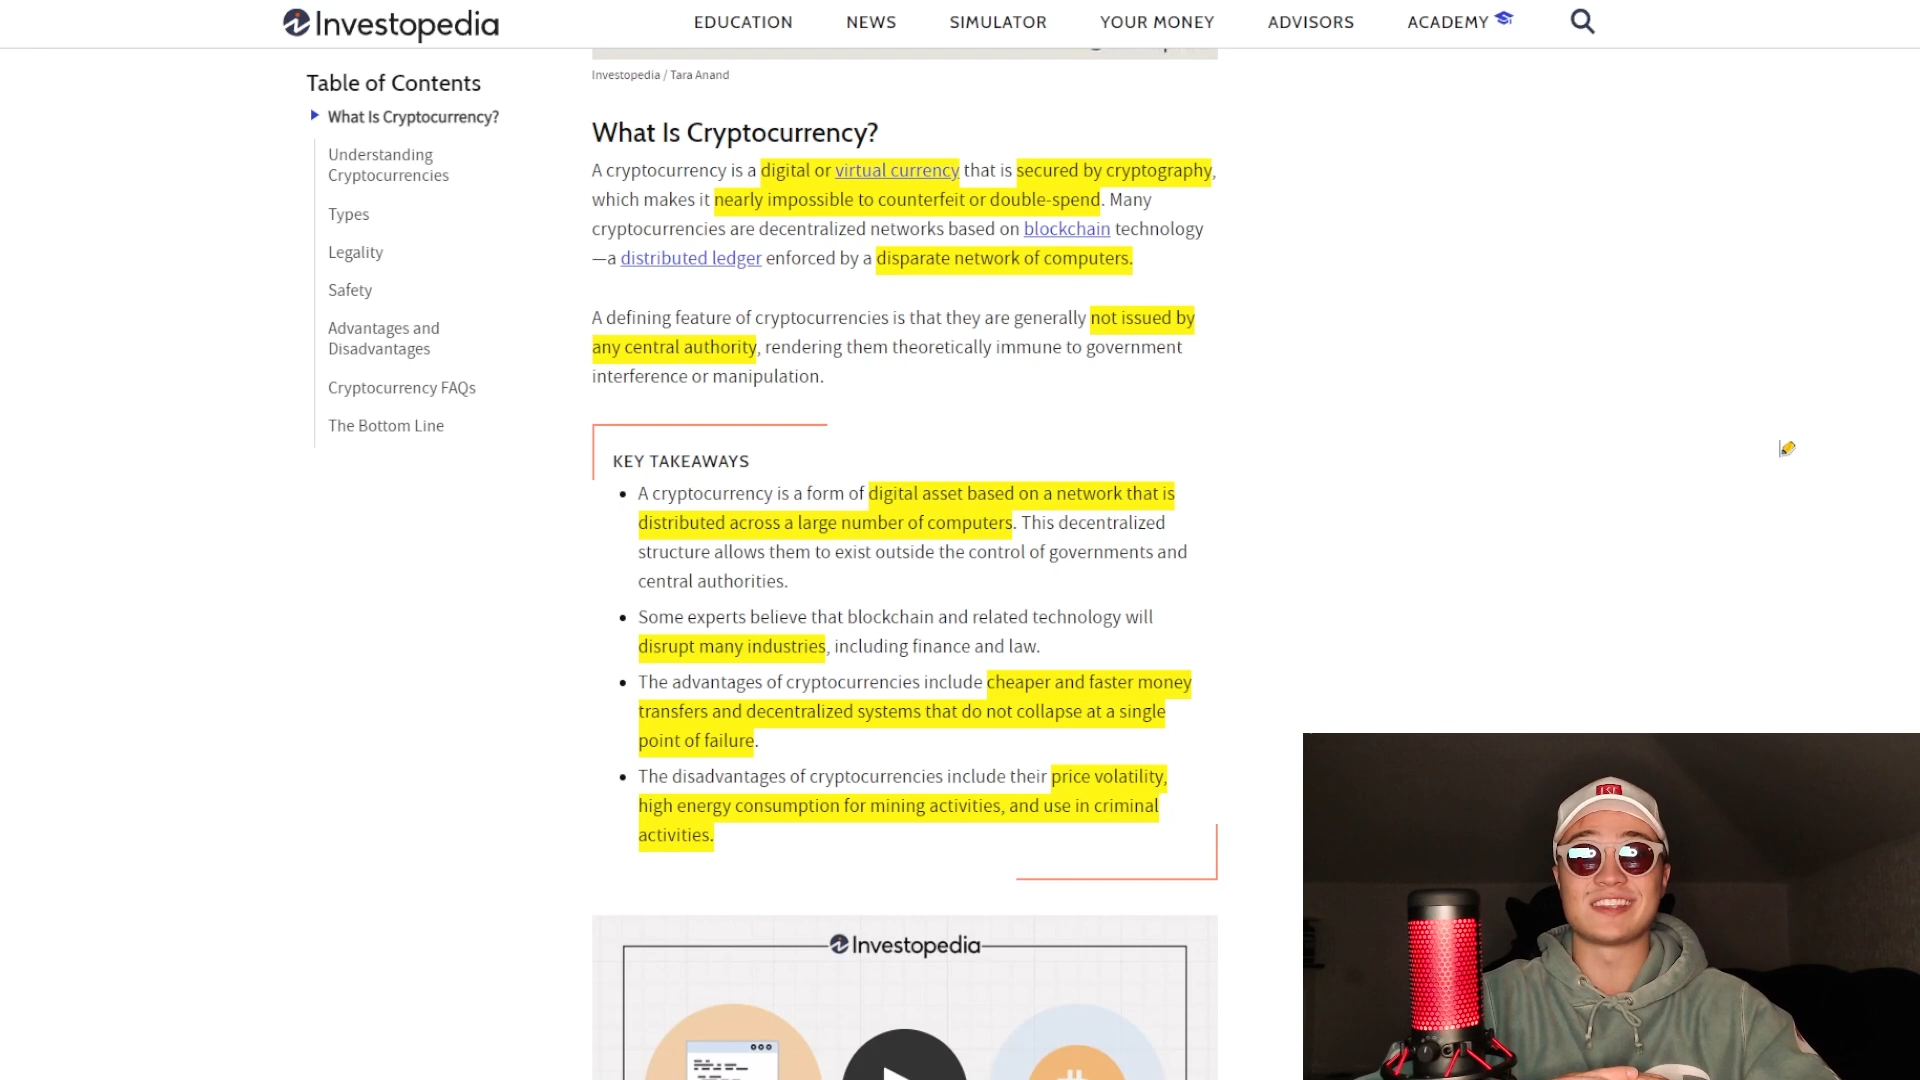 Investopedia
EDUCATION NEWS SIMULATOR YOUR MONEY ADVISORS ACADEMY
Table of Contents
What Is Cryptocurrency?
Understanding
Cryptocurrencies
Types
Legality
Safety
Advantages and
Disadvantages
Cryptocurrency FAQs
The Bottom Line
Investopedia / Tara Anand
What Is Cryptocurrency?
A cryptocurrency is a digital or virtual currency that is secured by cryptography,
which makes it nearly impossible to counterfeit or double-spend. Many
cryptocurrencies are decentralized networks based on blockchain technology
—a distributed ledger enforced by a disparate network of computers.
A defining feature of cryptocurrencies is that they are generally not issued by
any central authority, rendering them theoretically immune to government
interference or manipulation.
KEY TAKEAWAYS
• A cryptocurrency is a form of digital asset based on a network that is
distributed across a large number of computers. This decentralized
structure allows them to exist outside the control of governments and
central authorities.
• Some experts believe that blockchain and related technology will
disrupt many industries, including finance and law.
• The advantages of cryptocurrencies include cheaper and faster money
transfers and decentralized systems that do not collapse at a single
point of failure.
• The disadvantages of cryptocurrencies include their price volatility,
high energy consumption for mining activities, and use in criminal
activities.
Investopedia